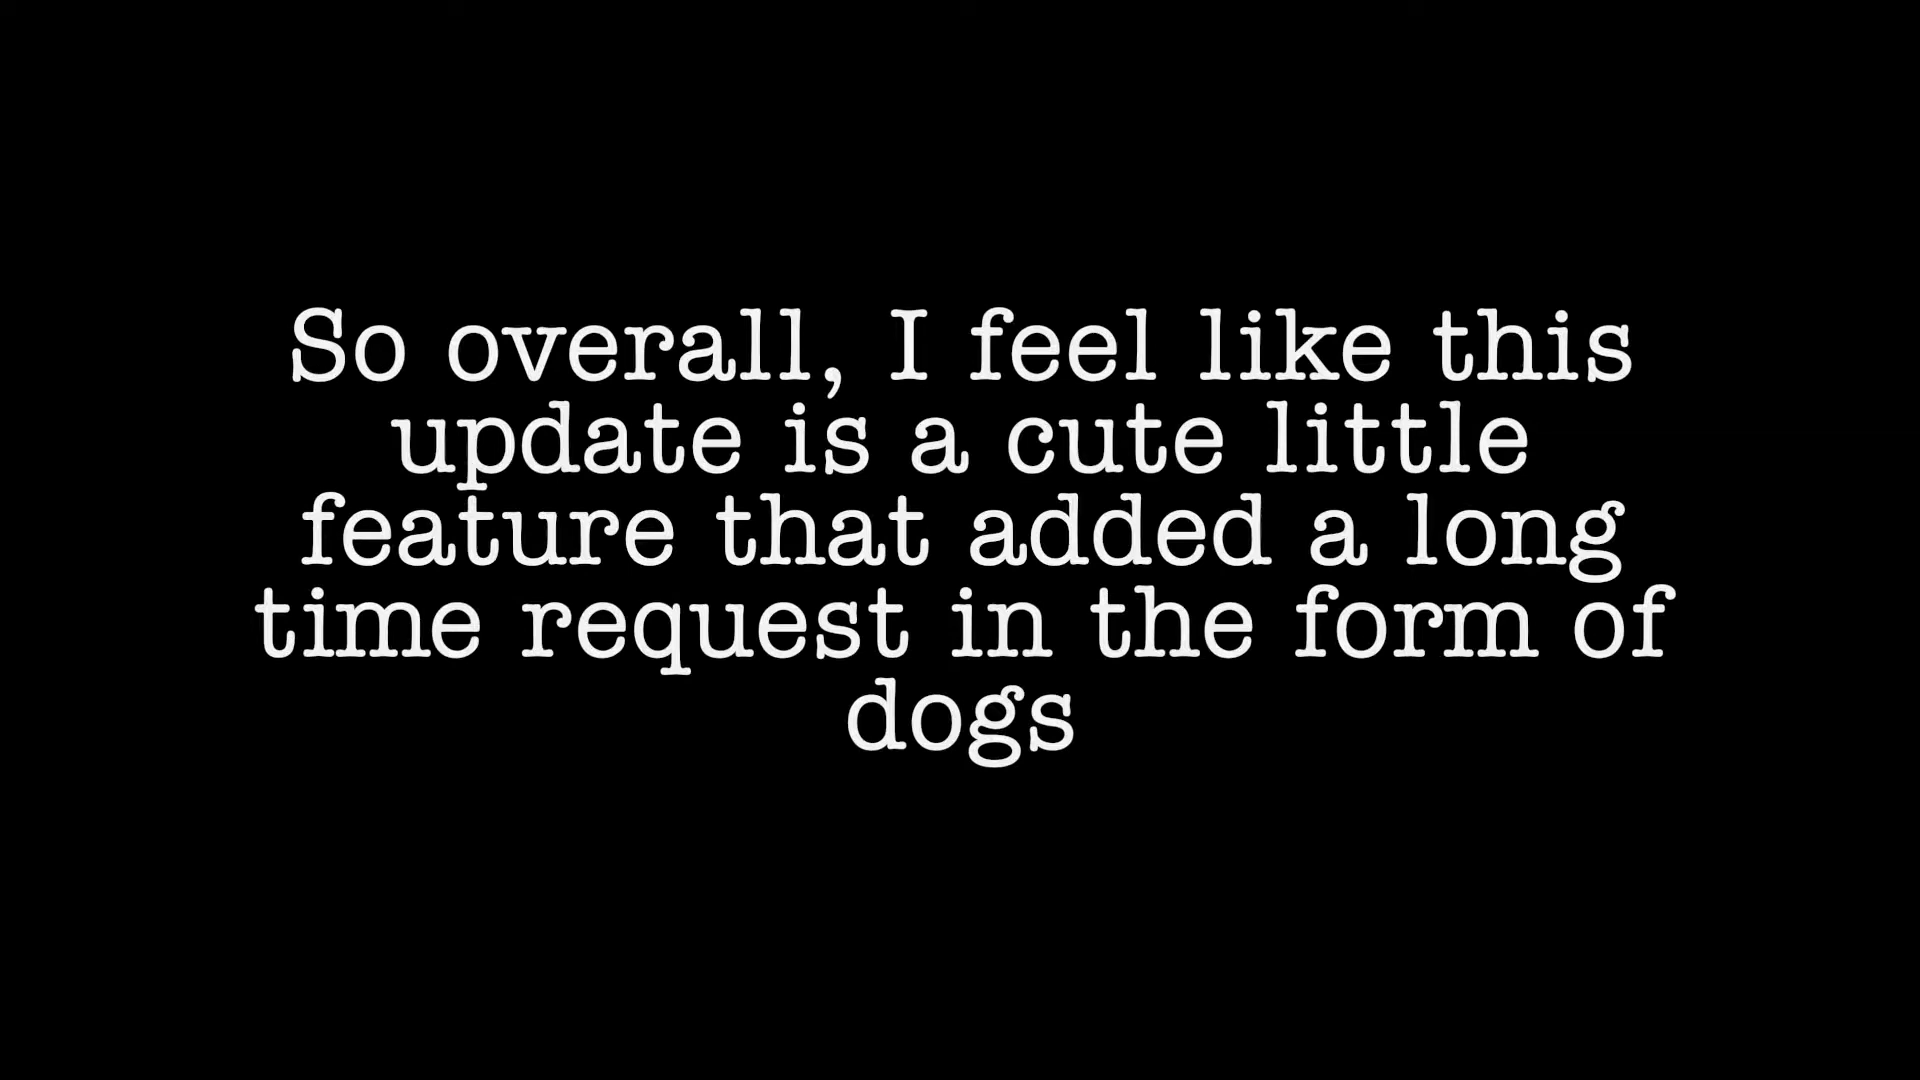 So overall, I feel like this
update is a cute little
feature that added a long
time request in the form of
dogs